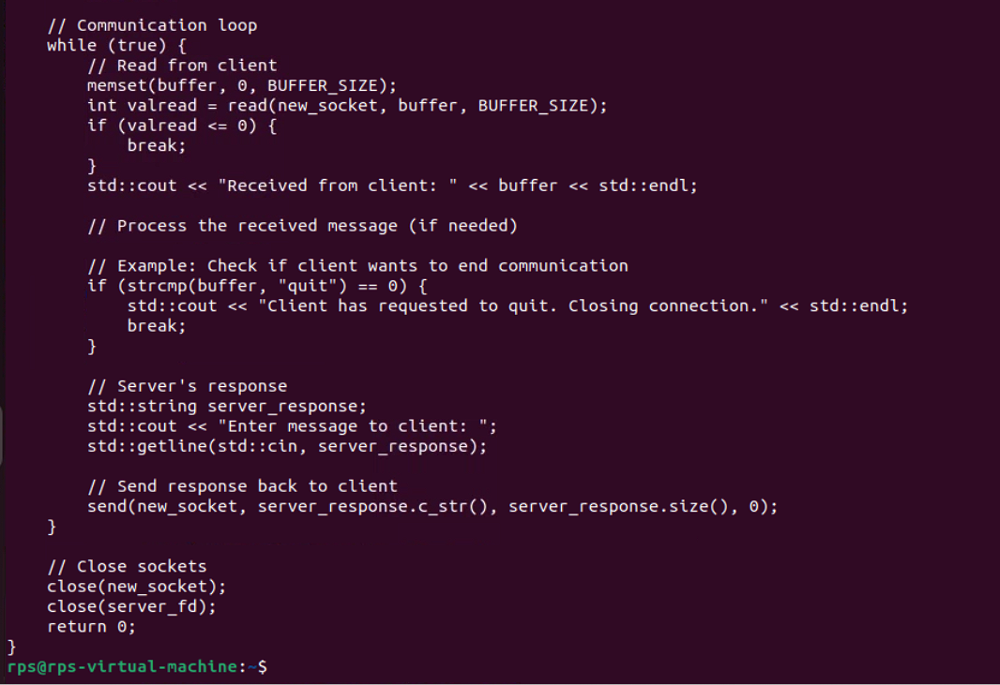 // Communication loop
while (true) {
// Read from client
memset(buffer, 0, BUFFER_SIZE);
int valread = read(new_socket, buffer, BUFFER_SIZE);
if (valread <= 0) {
break;
}
std::cout << "Received from client: " << buffer << std::endl;
// Process the received message (if needed)
// Example: Check if client wants to end communication
if (strcmp(buffer, "quit") == 0) {
std::cout << "Client has requested to quit. Closing connection." << std::endl;
break;
}
// Server's response
std::string server_response;
std::cout << "Enter message to client: ";
std::getline(std::cin, server_response);
// Send response back to client
send(new_socket, server_response.c_str(), server_response.size(), 0);
}
// Close sockets
close(new_socket);
close(server_fd);
return 0;
}
rps@rps-virtual-machine:~$